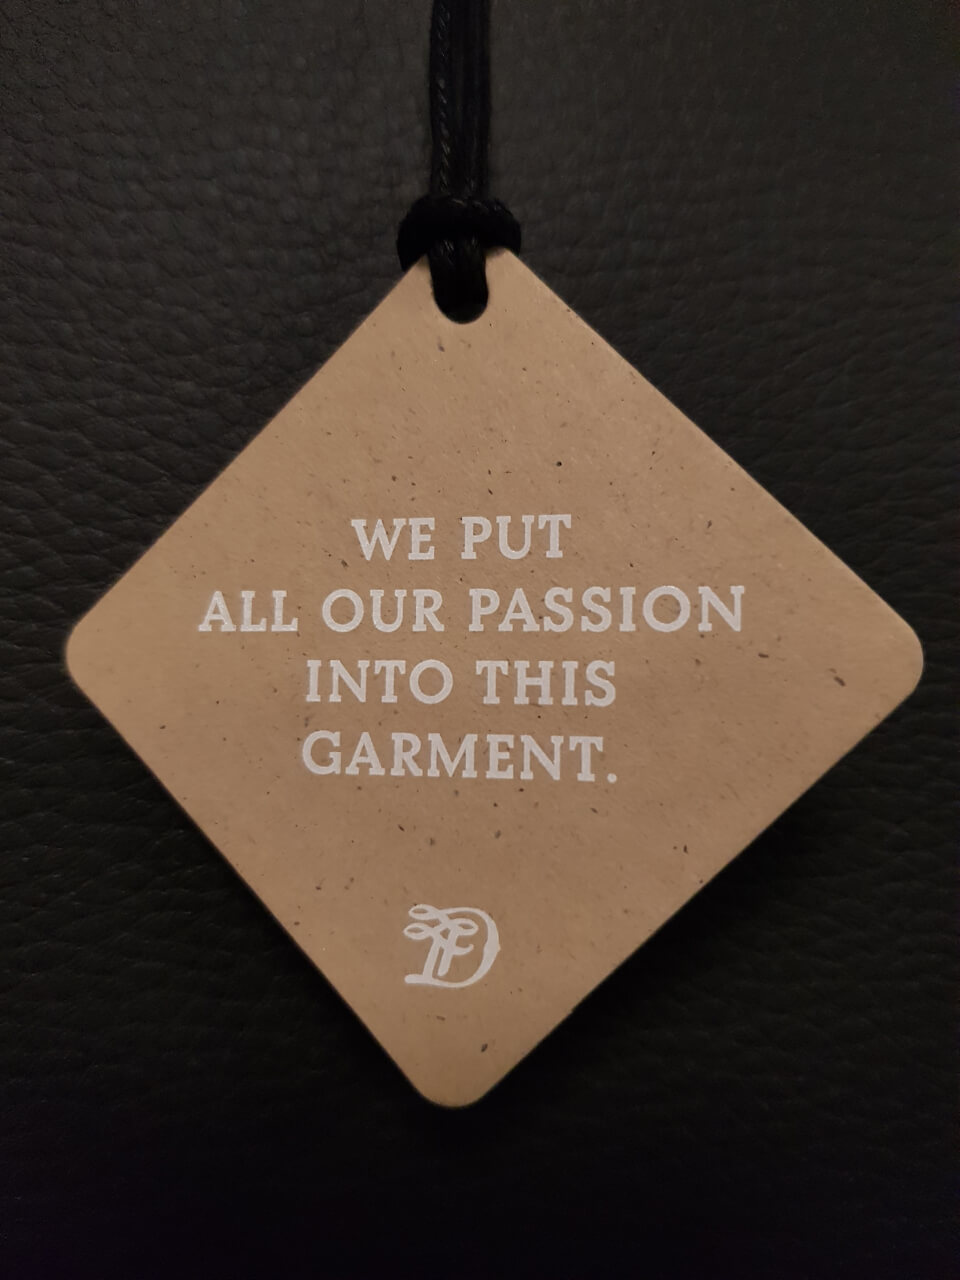 WE PUT
ALL OUR PASSION
INTO THIS
GARMENT.